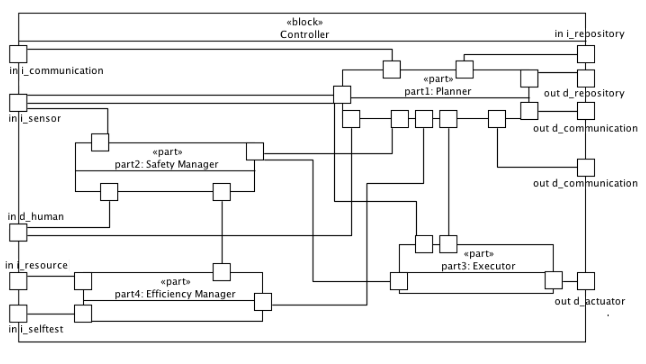 «block»
Controller
in i_repository
in i_communication
«part»
part1: Planner
out d_repository
in i_sensor
out d_communication
«part»
part2: Safety Manager
out d_communication
in d_human
«part»
part3: Executor
in i_resource
«part»
part4: Efficiency Manager
out d_actuator
in i_selftest
.